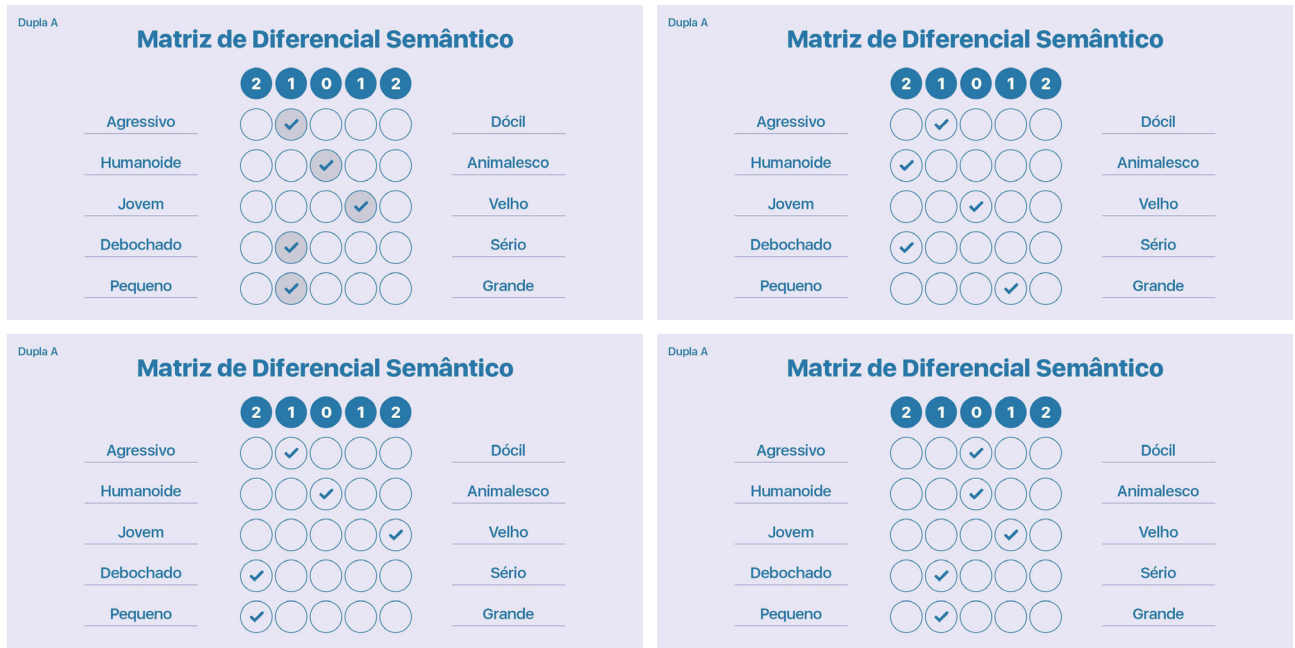 Dupla A
Matriz de Diferencial Semântico
2 1 0 1 2
Agressivo Dócil
Humanoide Animalesco
Jovem Velho
Debochado Sério
Pequeno Grande
Dupla A
Matriz de Diferencial Semântico
2 1 0 1 2
Agressivo Dócil
Humanoide Animalesco
Jovem Velho
Debochado Sério
Pequeno Grande
Dupla A
Matriz de Diferencial Semântico
2 1 0 1 2
Agressivo Dócil
Humanoide Animalesco
Jovem Velho
Debochado Sério
Pequeno Grande
Dupla A
Matriz de Diferencial Semântico
2 1 0 1 2
Agressivo Dócil
Humanoide Animalesco
Jovem Velho
Debochado Sério
Pequeno Grande